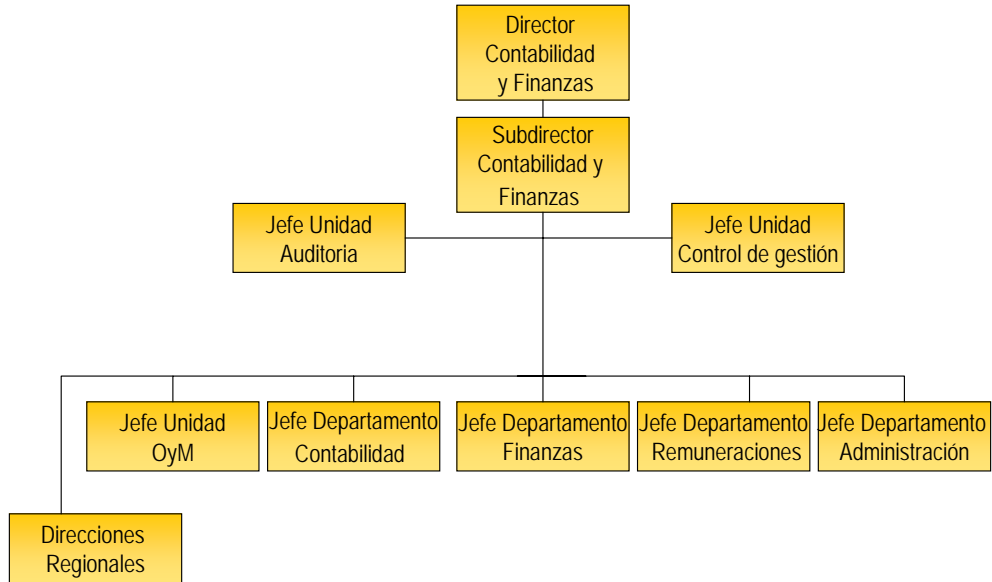 Director
Contabilidad
y Finanzas
Subdirector
Contabilidad y
Finanzas
Jefe Unidad
Auditoria
Jefe Unidad
Control de gestión
Jefe Unidad
OyM
Jefe Departamento
Contabilidad
Jefe Departamento
Finanzas
Jefe Departamento
Remuneraciones
Jefe Departamento
Administración
Direcciones
Regionales